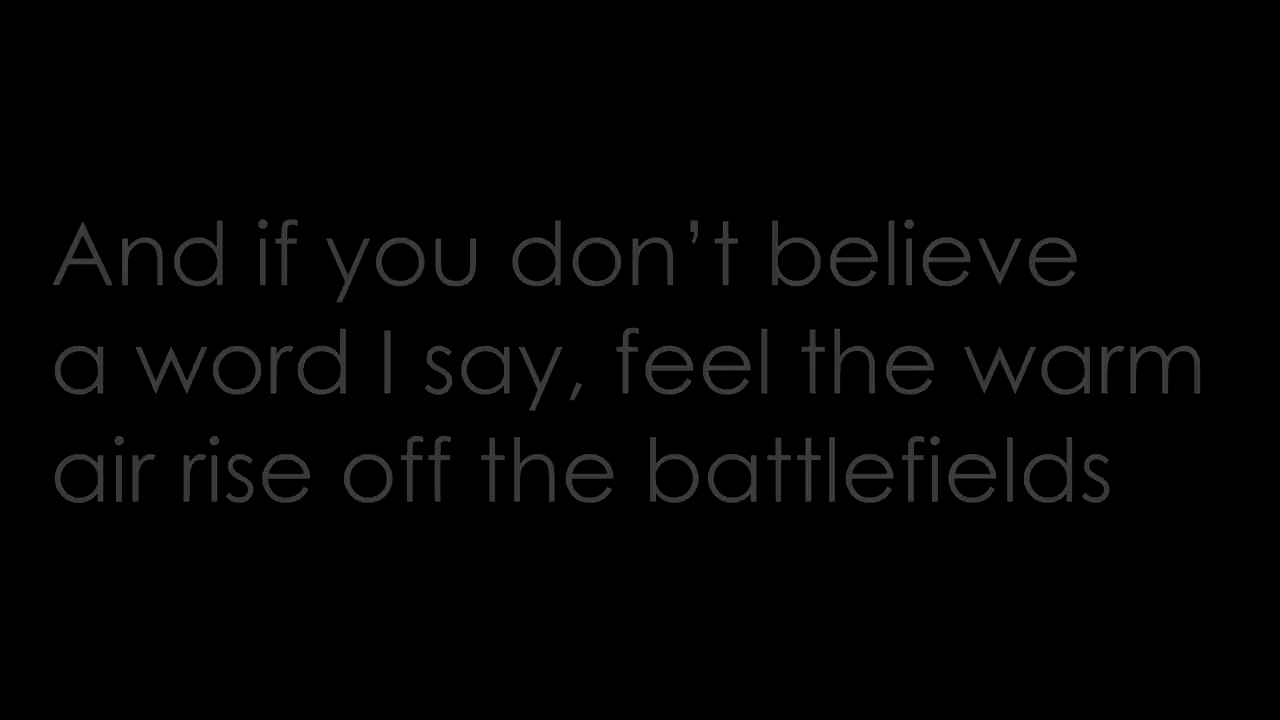 And if you don’t believe
a word I say, feel the warm
air rise off the battlefields